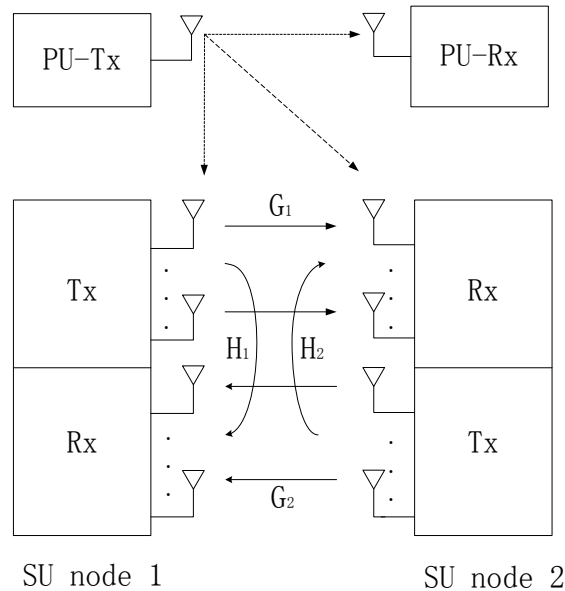 PU-Tx
PU-Rx
G₁
Tx
Rx
H₁
H₂
Rx
Tx
G₂
SU node 1
SU node 2